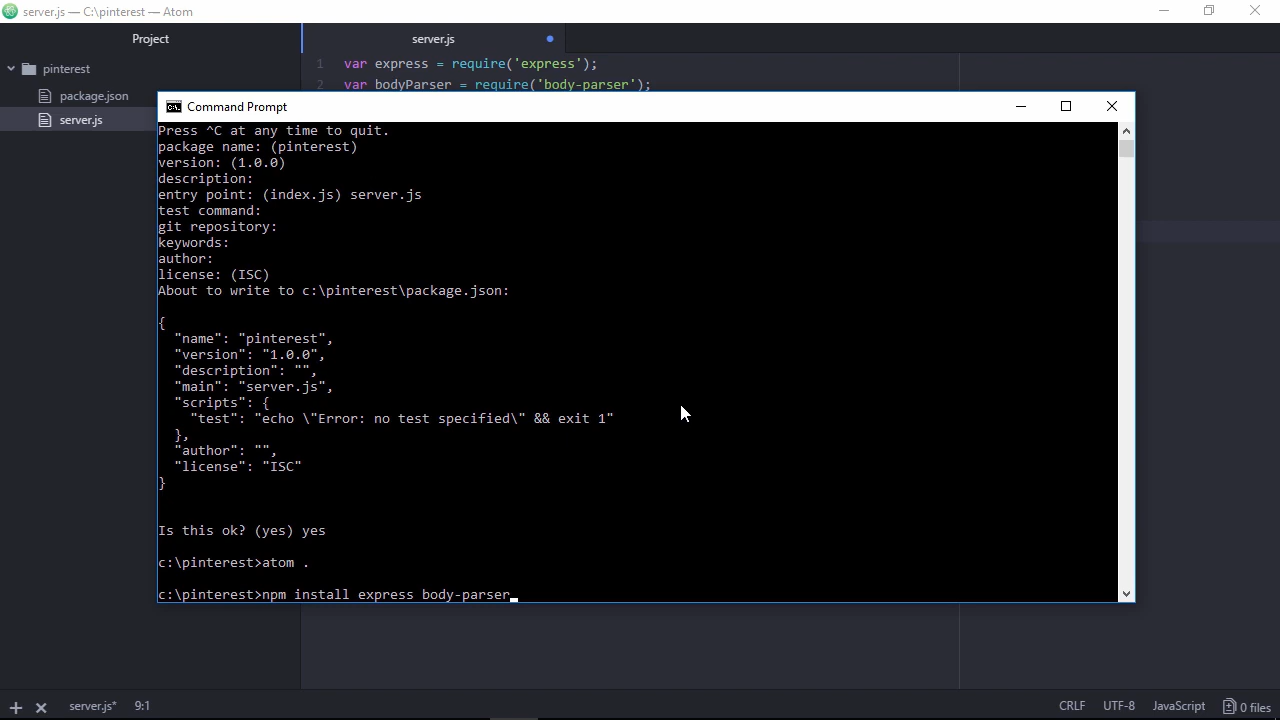 server.js — C:\pinterest — Atom
Project
server.js
pinterest
package.json
server.js
1 var express = require('express');
2 var bodyParser = require('body-parser');
Command Prompt
Press ^C at any time to quit.
package name: (pinterest)
version: (1.0.0)
description:
entry point: (index.js) server.js
test command:
git repository:
keywords:
author:
license: (ISC)
About to write to c:\pinterest\package.json:
{
"name": "pinterest",
"version": "1.0.0",
"description": "",
"main": "server.js",
"scripts": {
"test": "echo \"Error: no test specified\" && exit 1"
},
"author": "",
"license": "ISC"
}
Is this ok? (yes) yes
c:\pinterest>atom .
c:\pinterest>npm install express body-parser_
server.js* 9:1 CRLF UTF-8 JavaScript 0 files